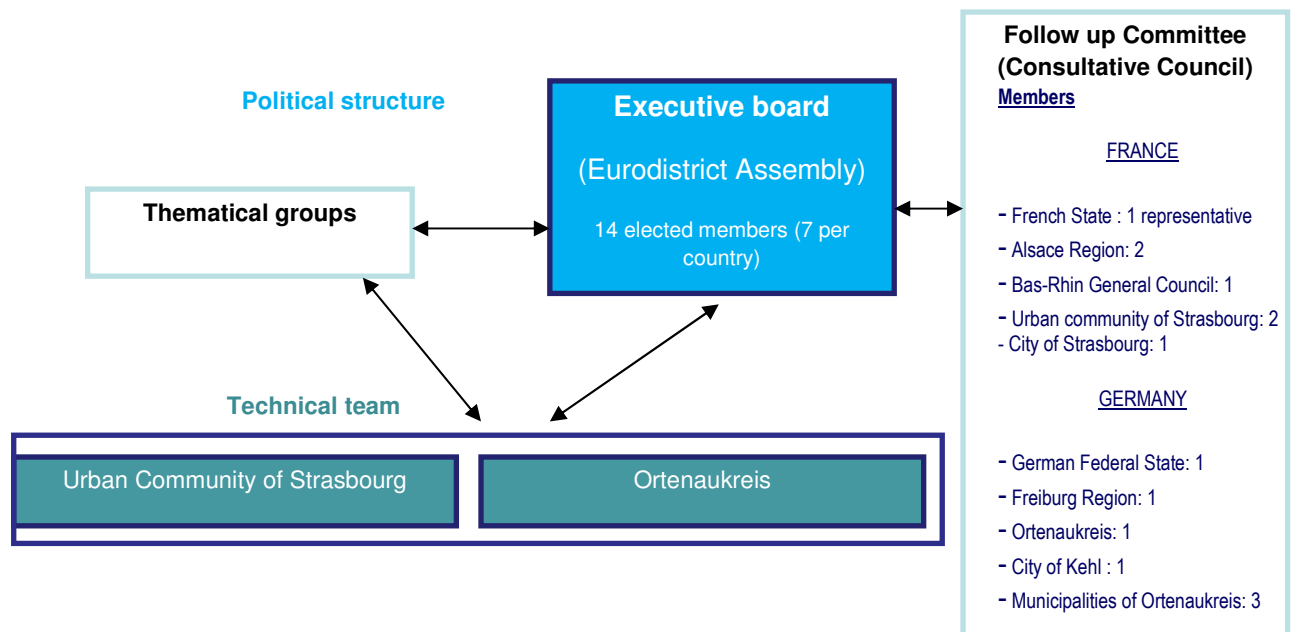 Political structure
Executive board
(Eurodistrict Assembly)
14 elected members (7 per
country)
Thematical groups
Technical team
Urban Community of Strasbourg
Ortenaukreis
Follow up Committee
(Consultative Council)
Members
FRANCE
- French State : 1 representative
- Alsace Region: 2
- Bas-Rhin General Council: 1
- Urban community of Strasbourg: 2
- City of Strasbourg: 1
GERMANY
- German Federal State: 1
- Freiburg Region: 1
- Ortenaukreis: 1
- City of Kehl : 1
- Municipalities of Ortenaukreis: 3